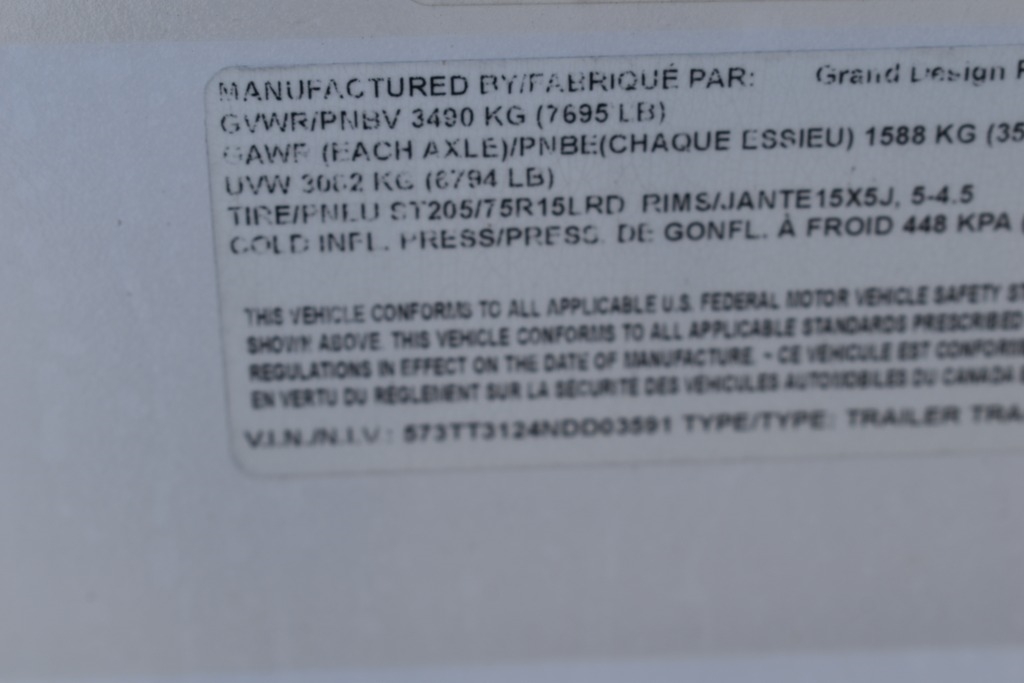 MANUFACTURED BY/FABRIQUÉ PAR: Grand Design
GVWR/PNBV 3490 KG (7695 LB)
GAWR (EACH AXLE)/PNBE(CHAQUE ESSIEU) 1588 KG (35
UVW 3082 KG (6794 LB)
TIRE/PNEU ST205/75R15LRD RIMS/JANTE15X5J, 5-4.5
COLD INFL. PRESS/PRESS. DE GONFL. À FROID 448 KPA (
THIS VEHICLE CONFORMS TO ALL APPLICABLE U.S. FEDERAL MOTOR VEHICLE SAFETY ST
SHOWN ABOVE. THIS VEHICLE CONFORMS TO ALL APPLICABLE STANDARDS PRESCRIBED
REGULATIONS IN EFFECT ON THE DATE OF MANUFACTURE. - CE VÉHICULE EST CONFORME
EN VERTU DU RÉGLEMENT SUR LA SÉCURITÉ DES VÉHICULES AUTOMOBILES DU CANADA
V.I.N./N.I.V.: 573TT3124NDD03591 TYPE/TYPE: TRAILER TRA